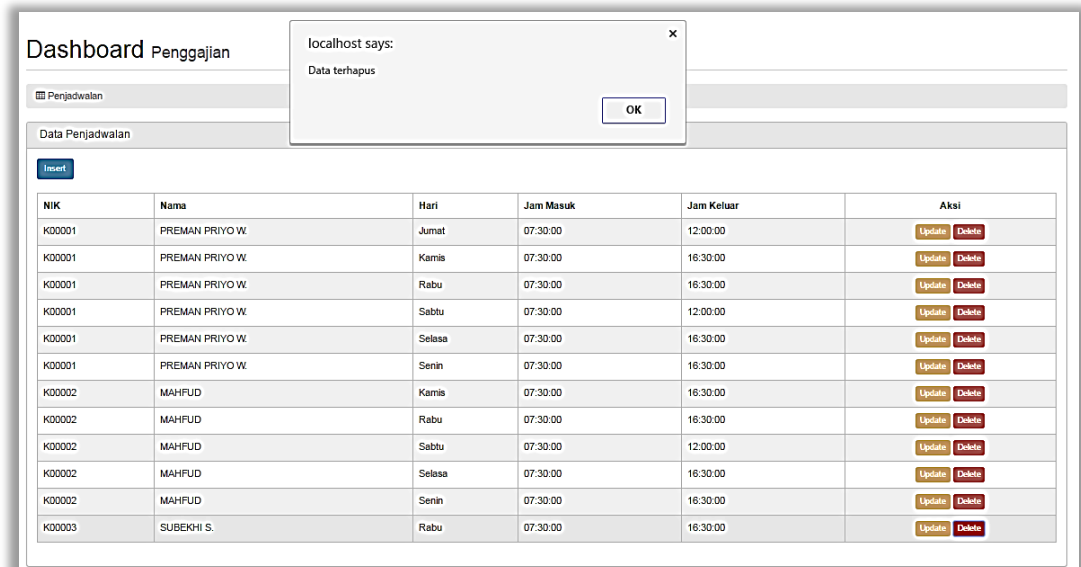 Dashboard Penggajian
localhost says:
Data terhapus
OK
Penjadwalan
Data Penjadwalan
Insert
NIK Nama Hari Jam Masuk Jam Keluar Aksi
K00001 PREMAN PRIYO W. Jumat 07:30:00 12:00:00 Update Delete
K00001 PREMAN PRIYO W. Kamis 07:30:00 16:30:00 Update Delete
K00001 PREMAN PRIYO W. Rabu 07:30:00 16:30:00 Update Delete
K00001 PREMAN PRIYO W. Sabtu 07:30:00 12:00:00 Update Delete
K00001 PREMAN PRIYO W. Selasa 07:30:00 16:30:00 Update Delete
K00001 PREMAN PRIYO W. Senin 07:30:00 16:30:00 Update Delete
K00002 MAHFUD Kamis 07:30:00 16:30:00 Update Delete
K00002 MAHFUD Rabu 07:30:00 16:30:00 Update Delete
K00002 MAHFUD Sabtu 07:30:00 12:00:00 Update Delete
K00002 MAHFUD Selasa 07:30:00 16:30:00 Update Delete
K00002 MAHFUD Senin 07:30:00 16:30:00 Update Delete
K00003 SUBEKHI S. Rabu 07:30:00 16:30:00 Update Delete